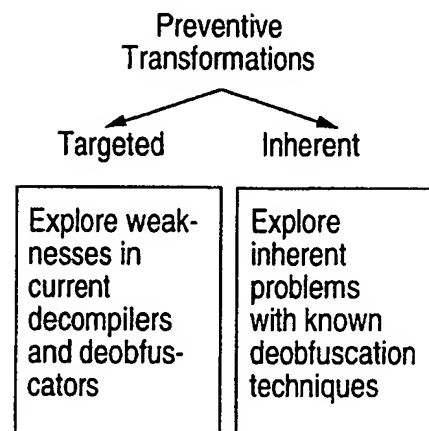 Preventive
Transformations
Targeted
Inherent
Explore weak-
nesses in
current
decompilers
and deobfus-
cators
Explore
inherent
problems
with known
deobfuscation
techniques